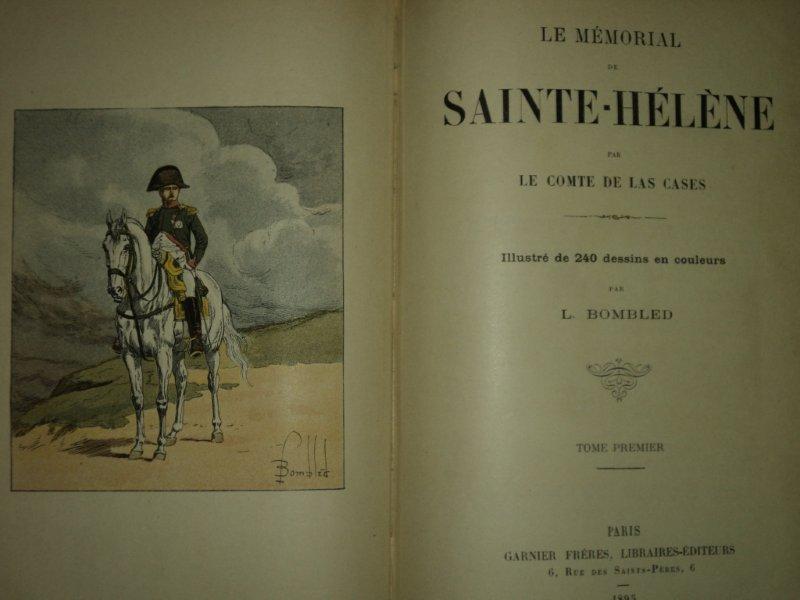 Bombled
LE MÉMORIAL
DE
SAINTE-HÉLÈNE
PAR
LE COMTE DE LAS CASES
Illustré de 240 dessins en couleurs
PAR
L. BOMBLED
TOME PREMIER
PARIS
GARNIER FRÈRES, LIBRAIRES-ÉDITEURS
6, RUE DES SAINTS-PÈRES, 6
1895